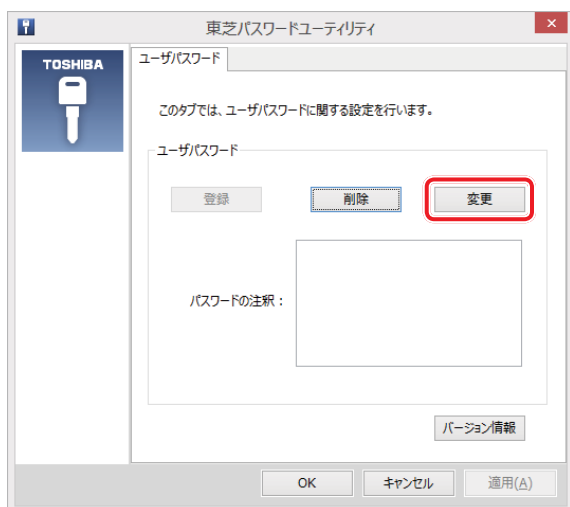 東芝パスワードユーティリティ
×
TOSHIBA
ユーザパスワード
このタブでは、ユーザパスワードに関する設定を行います。
ユーザパスワード
登録 削除 変更
パスワードの注釈：
バージョン情報
OK キャンセル 適用(A)